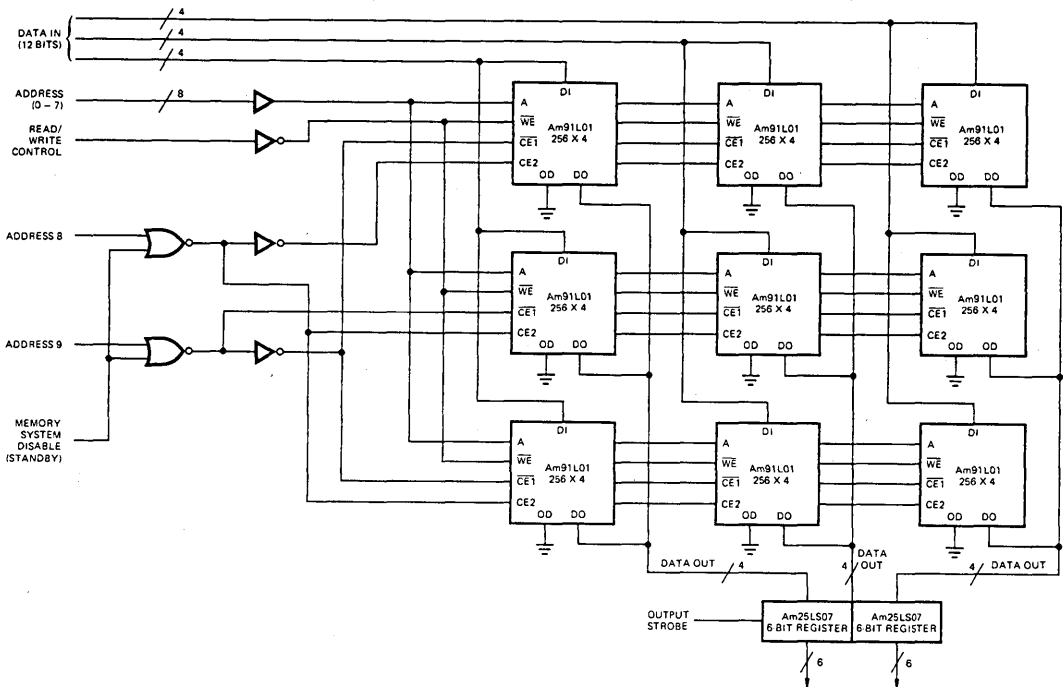 DATA IN
(12 BITS)
4
4
4
ADDRESS
(0 – 7)
8
READ/
WRITE
CONTROL
ADDRESS 8
ADDRESS 9
MEMORY
SYSTEM
DISABLE
(STANDBY)
DI
A
WE
CE1
CE2
Am91L01
256 X 4
OD DO
DI
A
WE
CE1
CE2
Am91L01
256 X 4
OD DO
DI
A
WE
CE1
CE2
Am91L01
256 X 4
OD DO
DI
A
WE
CE1
CE2
Am91L01
256 X 4
OD DO
DI
A
WE
CE1
CE2
Am91L01
256 X 4
OD DO
DI
A
WE
CE1
CE2
Am91L01
256 X 4
OD DO
DI
A
WE
CE1
CE2
Am91L01
256 X 4
OD DO
DI
A
WE
CE1
CE2
Am91L01
256 X 4
OD DO
DI
A
WE
CE1
CE2
Am91L01
256 X 4
OD DO
DATA OUT 4
4 DATA
OUT
4 DATA OUT
OUTPUT
STROBE
Am25LS07
6-BIT REGISTER
Am25LS07
6-BIT REGISTER
6
6